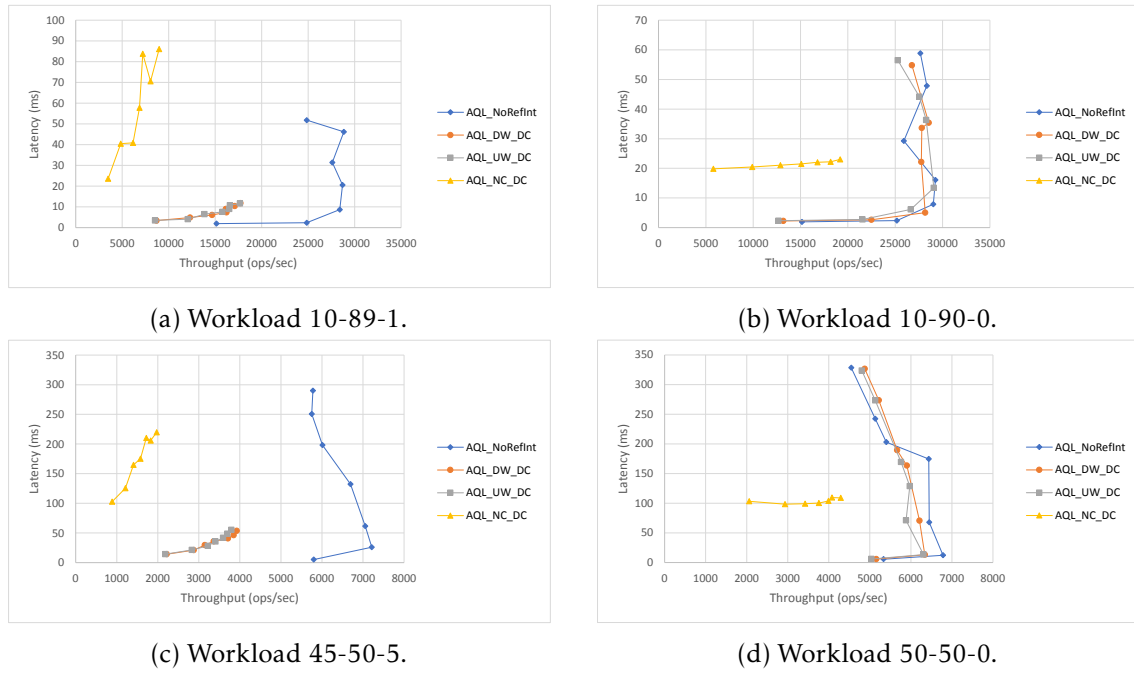 100
90
80
70
60
50
40
30
20
10
0
Latency (ms)
0 5000 10000 15000 20000 25000 30000 35000
Throughput (ops/sec)
AQL_NoRefInt
AQL_DW_DC
AQL_UW_DC
AQL_NC_DC
(a) Workload 10-89-1.
70
60
50
40
30
20
10
0
Latency (ms)
0 5000 10000 15000 20000 25000 30000 35000
Throughput (ops/sec)
AQL_NoRefInt
AQL_DW_DC
AQL_UW_DC
AQL_NC_DC
(b) Workload 10-90-0.
350
300
250
200
150
100
50
0
Latency (ms)
0 1000 2000 3000 4000 5000 6000 7000 8000
Throughput (ops/sec)
AQL_NoRefInt
AQL_DW_DC
AQL_UW_DC
AQL_NC_DC
(c) Workload 45-50-5.
350
300
250
200
150
100
50
0
Latency (ms)
0 1000 2000 3000 4000 5000 6000 7000 8000
Throughput (ops/sec)
AQL_NoRefInt
AQL_DW_DC
AQL_UW_DC
AQL_NC_DC
(d) Workload 50-50-0.